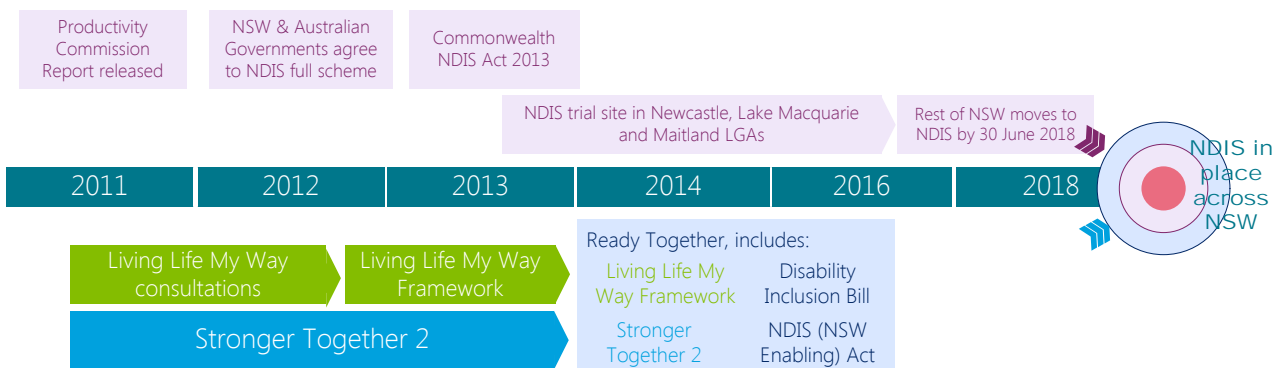 Productivity
Commission
Report released
NSW & Australian
Governments agree
to NDIS full scheme
Commonwealth
NDIS Act 2013
NDIS trial site in Newcastle, Lake Macquarie
and Maitland LGAs
Rest of NSW moves to
NDIS by 30 June 2018
2011
2012
2013
2014
2016
2018
NDIS in
place
across
NSW
Living Life My Way
consultations
Living Life My Way
Framework
Stronger Together 2
Ready Together, includes:
Living Life My
Way Framework
Disability
Inclusion Bill
Stronger
Together 2
NDIS (NSW
Enabling) Act